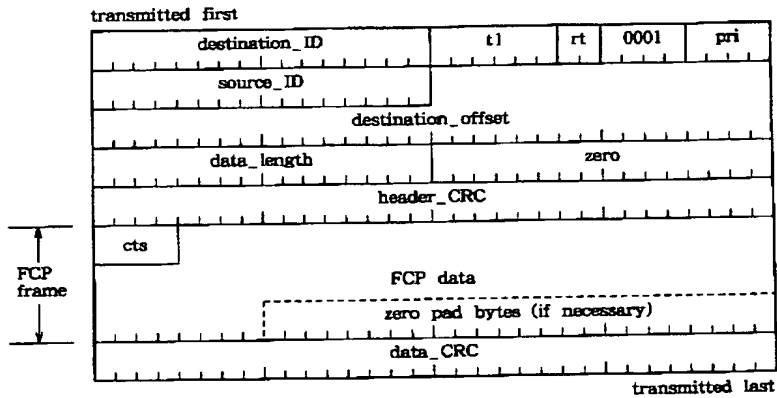 transmitted first
destination_ID tl rt 0001 pri
source_ID
destination_offset
data_length zero
header_CRC
cts
FCP
frame
FCP data
zero pad bytes (if necessary)
data_CRC
transmitted last